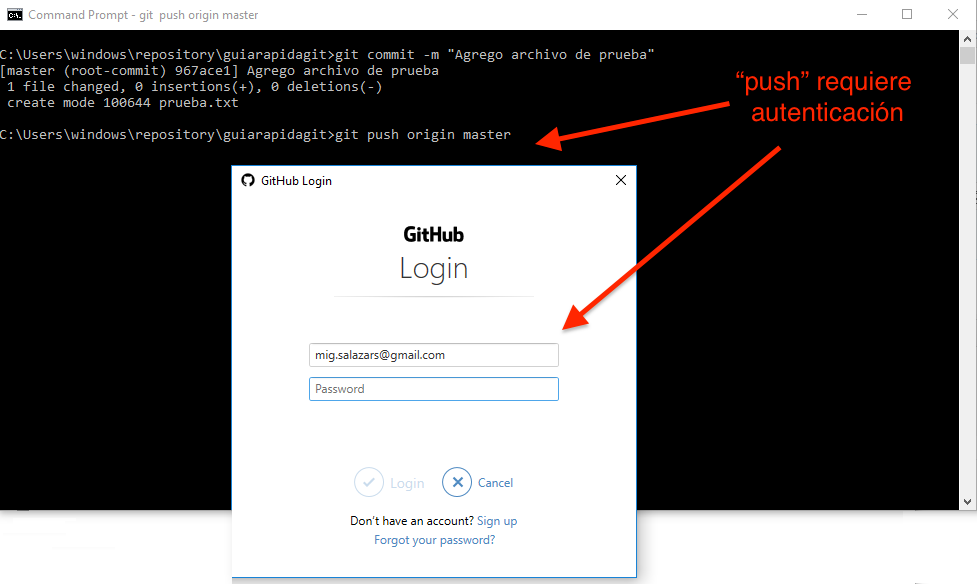 Command Prompt - git  push origin master
C:\Users\windows\repository\guiarapidagit>git commit -m "Agrego archivo de prueba"
[master (root-commit) 967ace1] Agrego archivo de prueba
 1 file changed, 0 insertions(+), 0 deletions(-)
 create mode 100644 prueba.txt
C:\Users\windows\repository\guiarapidagit>git push origin master
“push” requiere
autenticación
GitHub Login
GitHub
Login
mig.salazars@gmail.com
Password
Login
Cancel
Don't have an account? Sign up
Forgot your password?